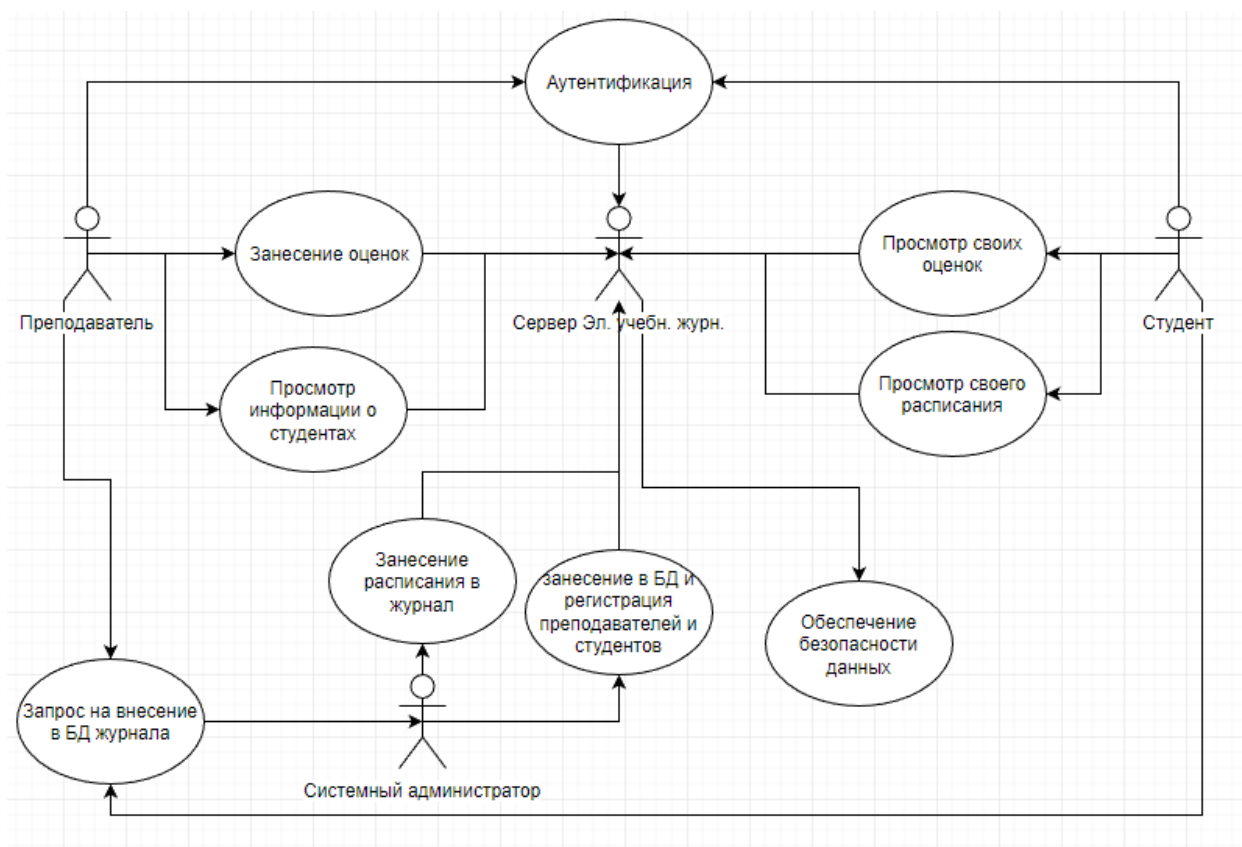 Аутентификация
Занесение оценок
Просмотр своих
оценок
Преподаватель
Сервер Эл. учебн. журн.
Студент
Просмотр
информации о
студентах
Просмотр своего
расписания
Занесение
расписания в
журнал
занесение в БД и
регистрация
преподавателей и
студентов
Обеспечение
безопасности
данных
Запрос на внесение
в БД журнала
Системный администратор